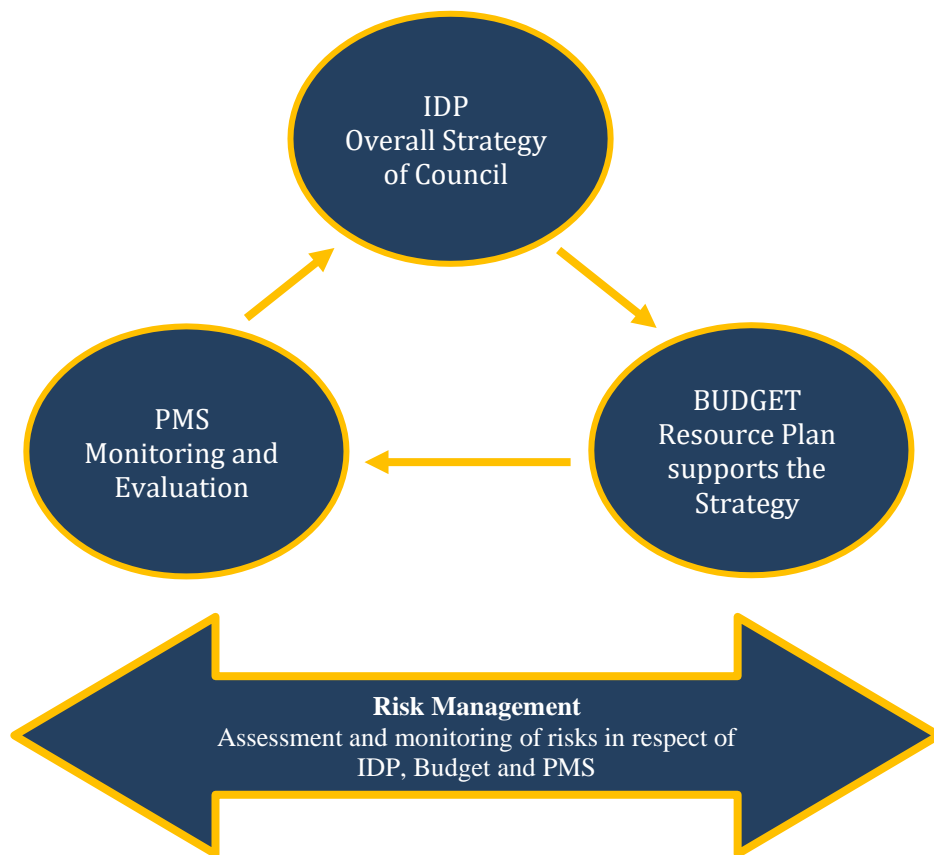 IDP
Overall Strategy
of Council
PMS
Monitoring and
Evaluation
BUDGET
Resource Plan
supports the
Strategy
Risk Management
Assessment and monitoring of risks in respect of
IDP, Budget and PMS